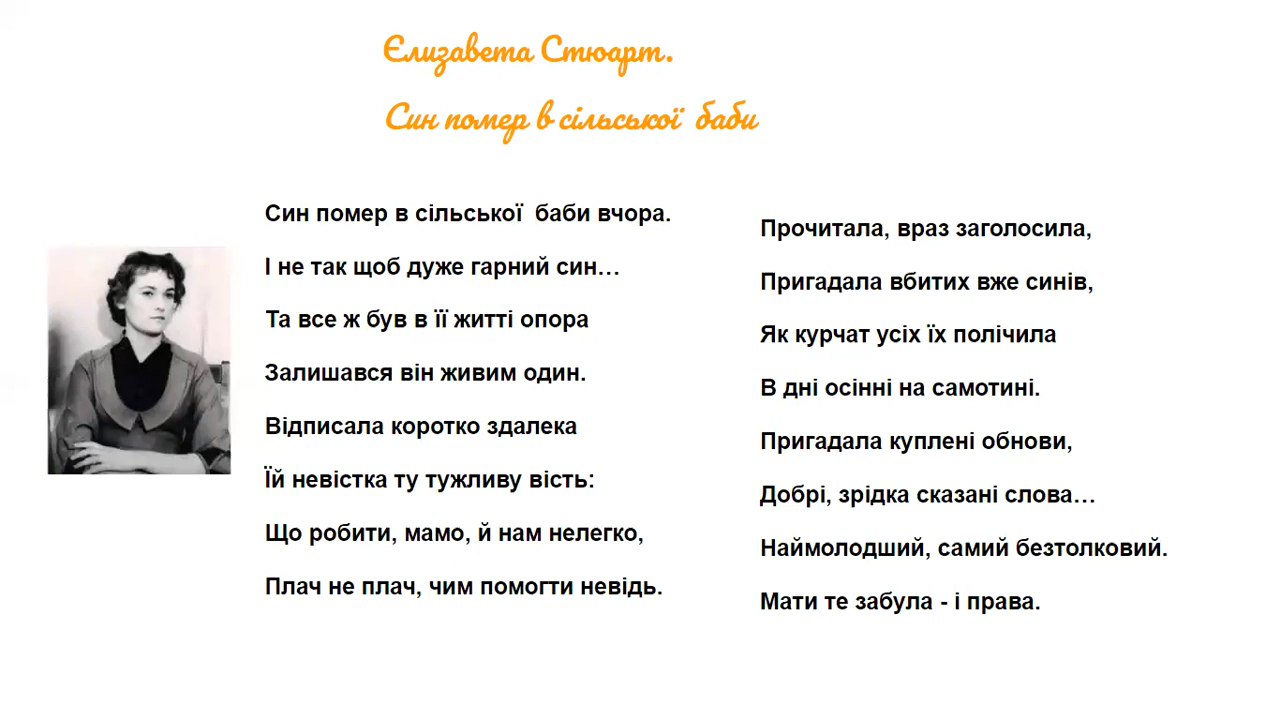 Єлизавета Стюарт.
Син помер в сільської баби
Син помер в сільської баби вчора.
І не так щоб дуже гарний син…
Та все ж був в її житті опора
Залишався він живим один.
Відписала коротко здалека
Їй невістка ту тужливу вість:
Що робити, мамо, й нам нелегко,
Плач не плач, чим помогти невідь.
Прочитала, враз заголосила,
Пригадала вбитих вже синів,
Як курчат усіх їх полічила
В дні осінні на самотині.
Пригадала куплені обнови,
Добрі, зрідка сказані слова…
Наймолодший, самий безтолковий.
Мати те забула - і права.